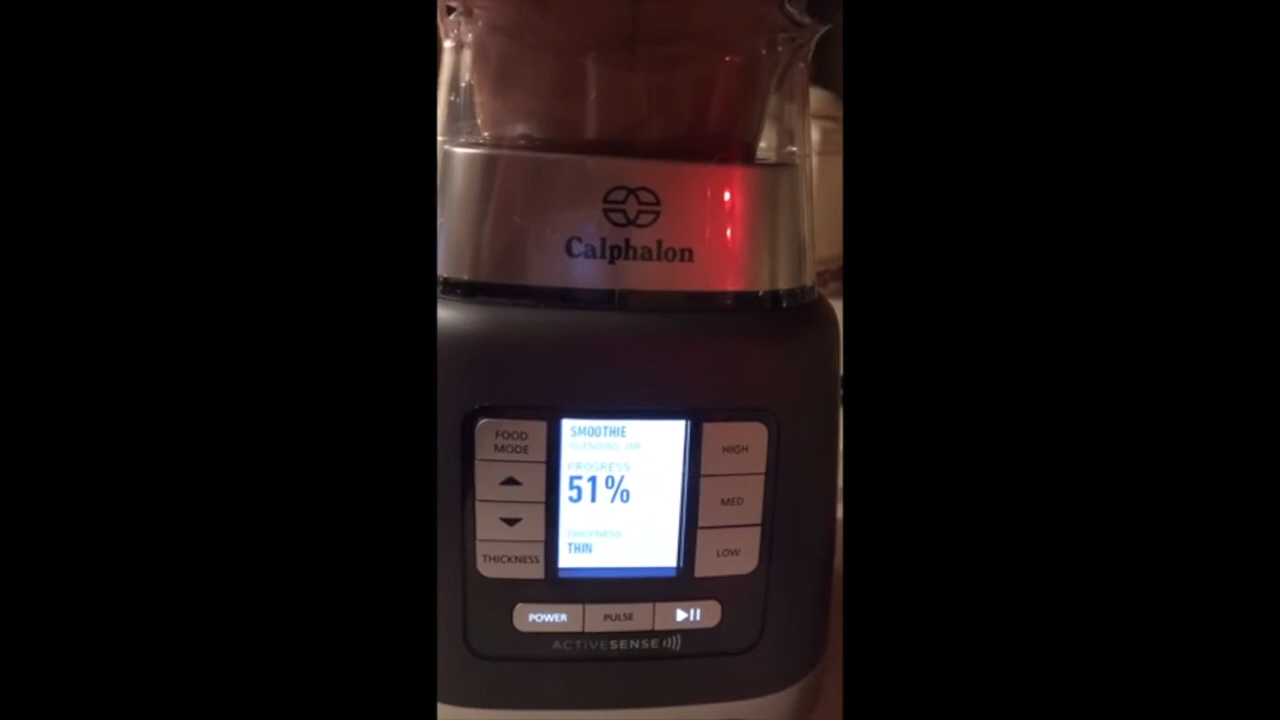 Calphalon
FOOD
MODE
THICKNESS
SMOOTHIE
BLENDING JAR
PROGRESS
51%
THICKNESS
THIN
HIGH
MED
LOW
POWER
PULSE
ACTIVESENSE